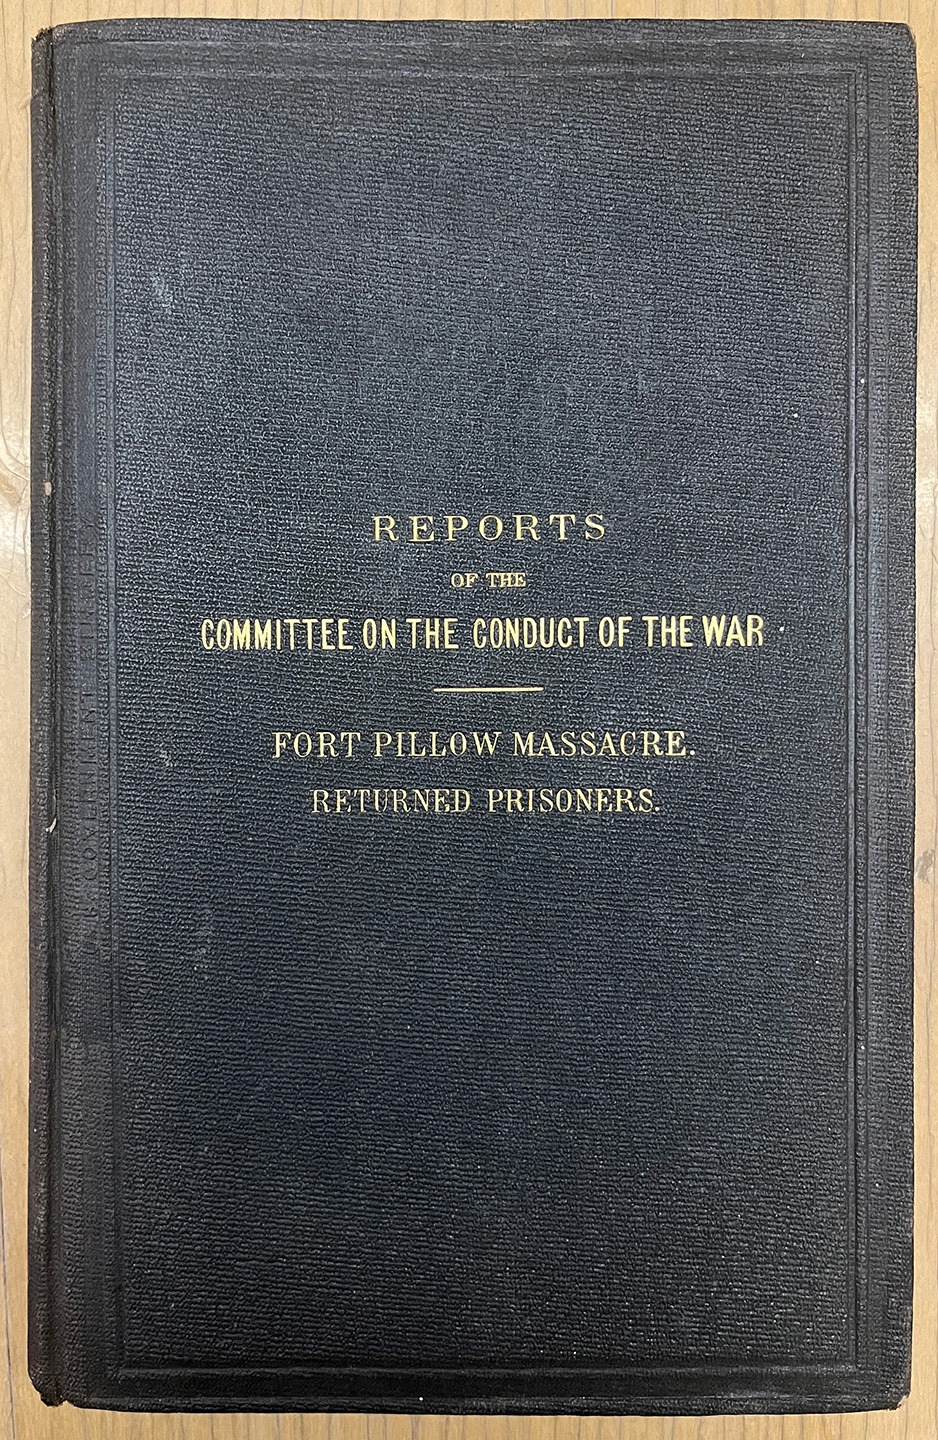 REPORTS
OF THE
COMMITTEE ON THE CONDUCT OF THE WAR
FORT PILLOW MASSACRE.
RETURNED PRISONERS.